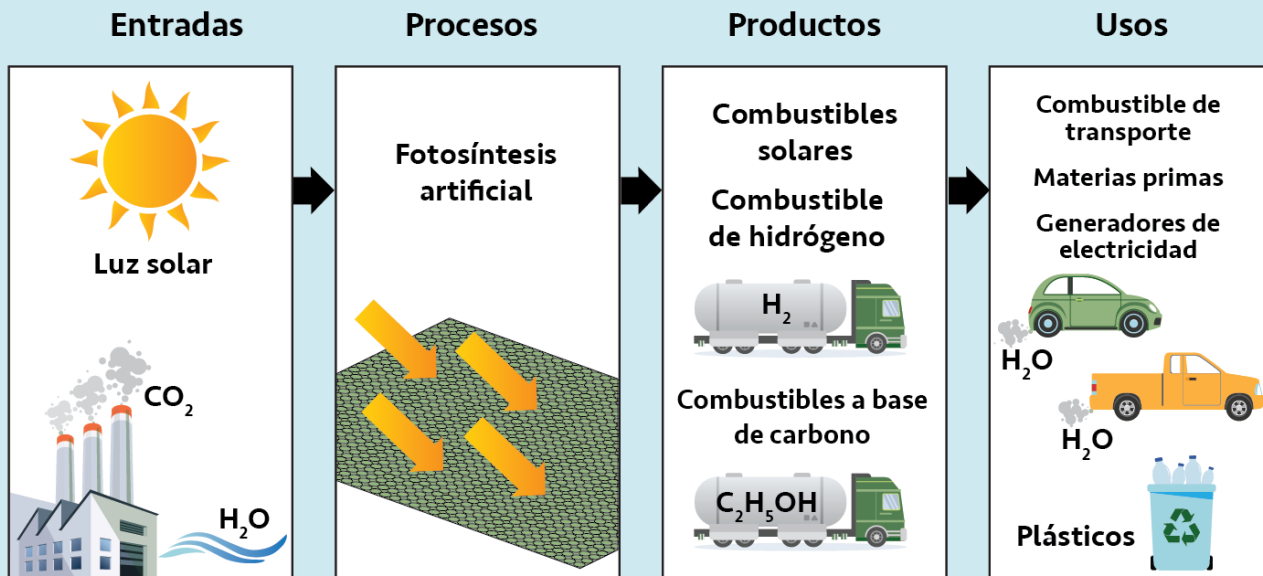 Entradas
Procesos
Productos
Usos
Luz solar
CO₂
H₂O
Fotosíntesis
artificial
Combustibles
solares
Combustible
de hidrógeno
H₂
Combustibles a base
de carbono
C₂H₅OH
Combustible de
transporte
Materias primas
Generadores de
electricidad
H₂O
H₂O
Plásticos